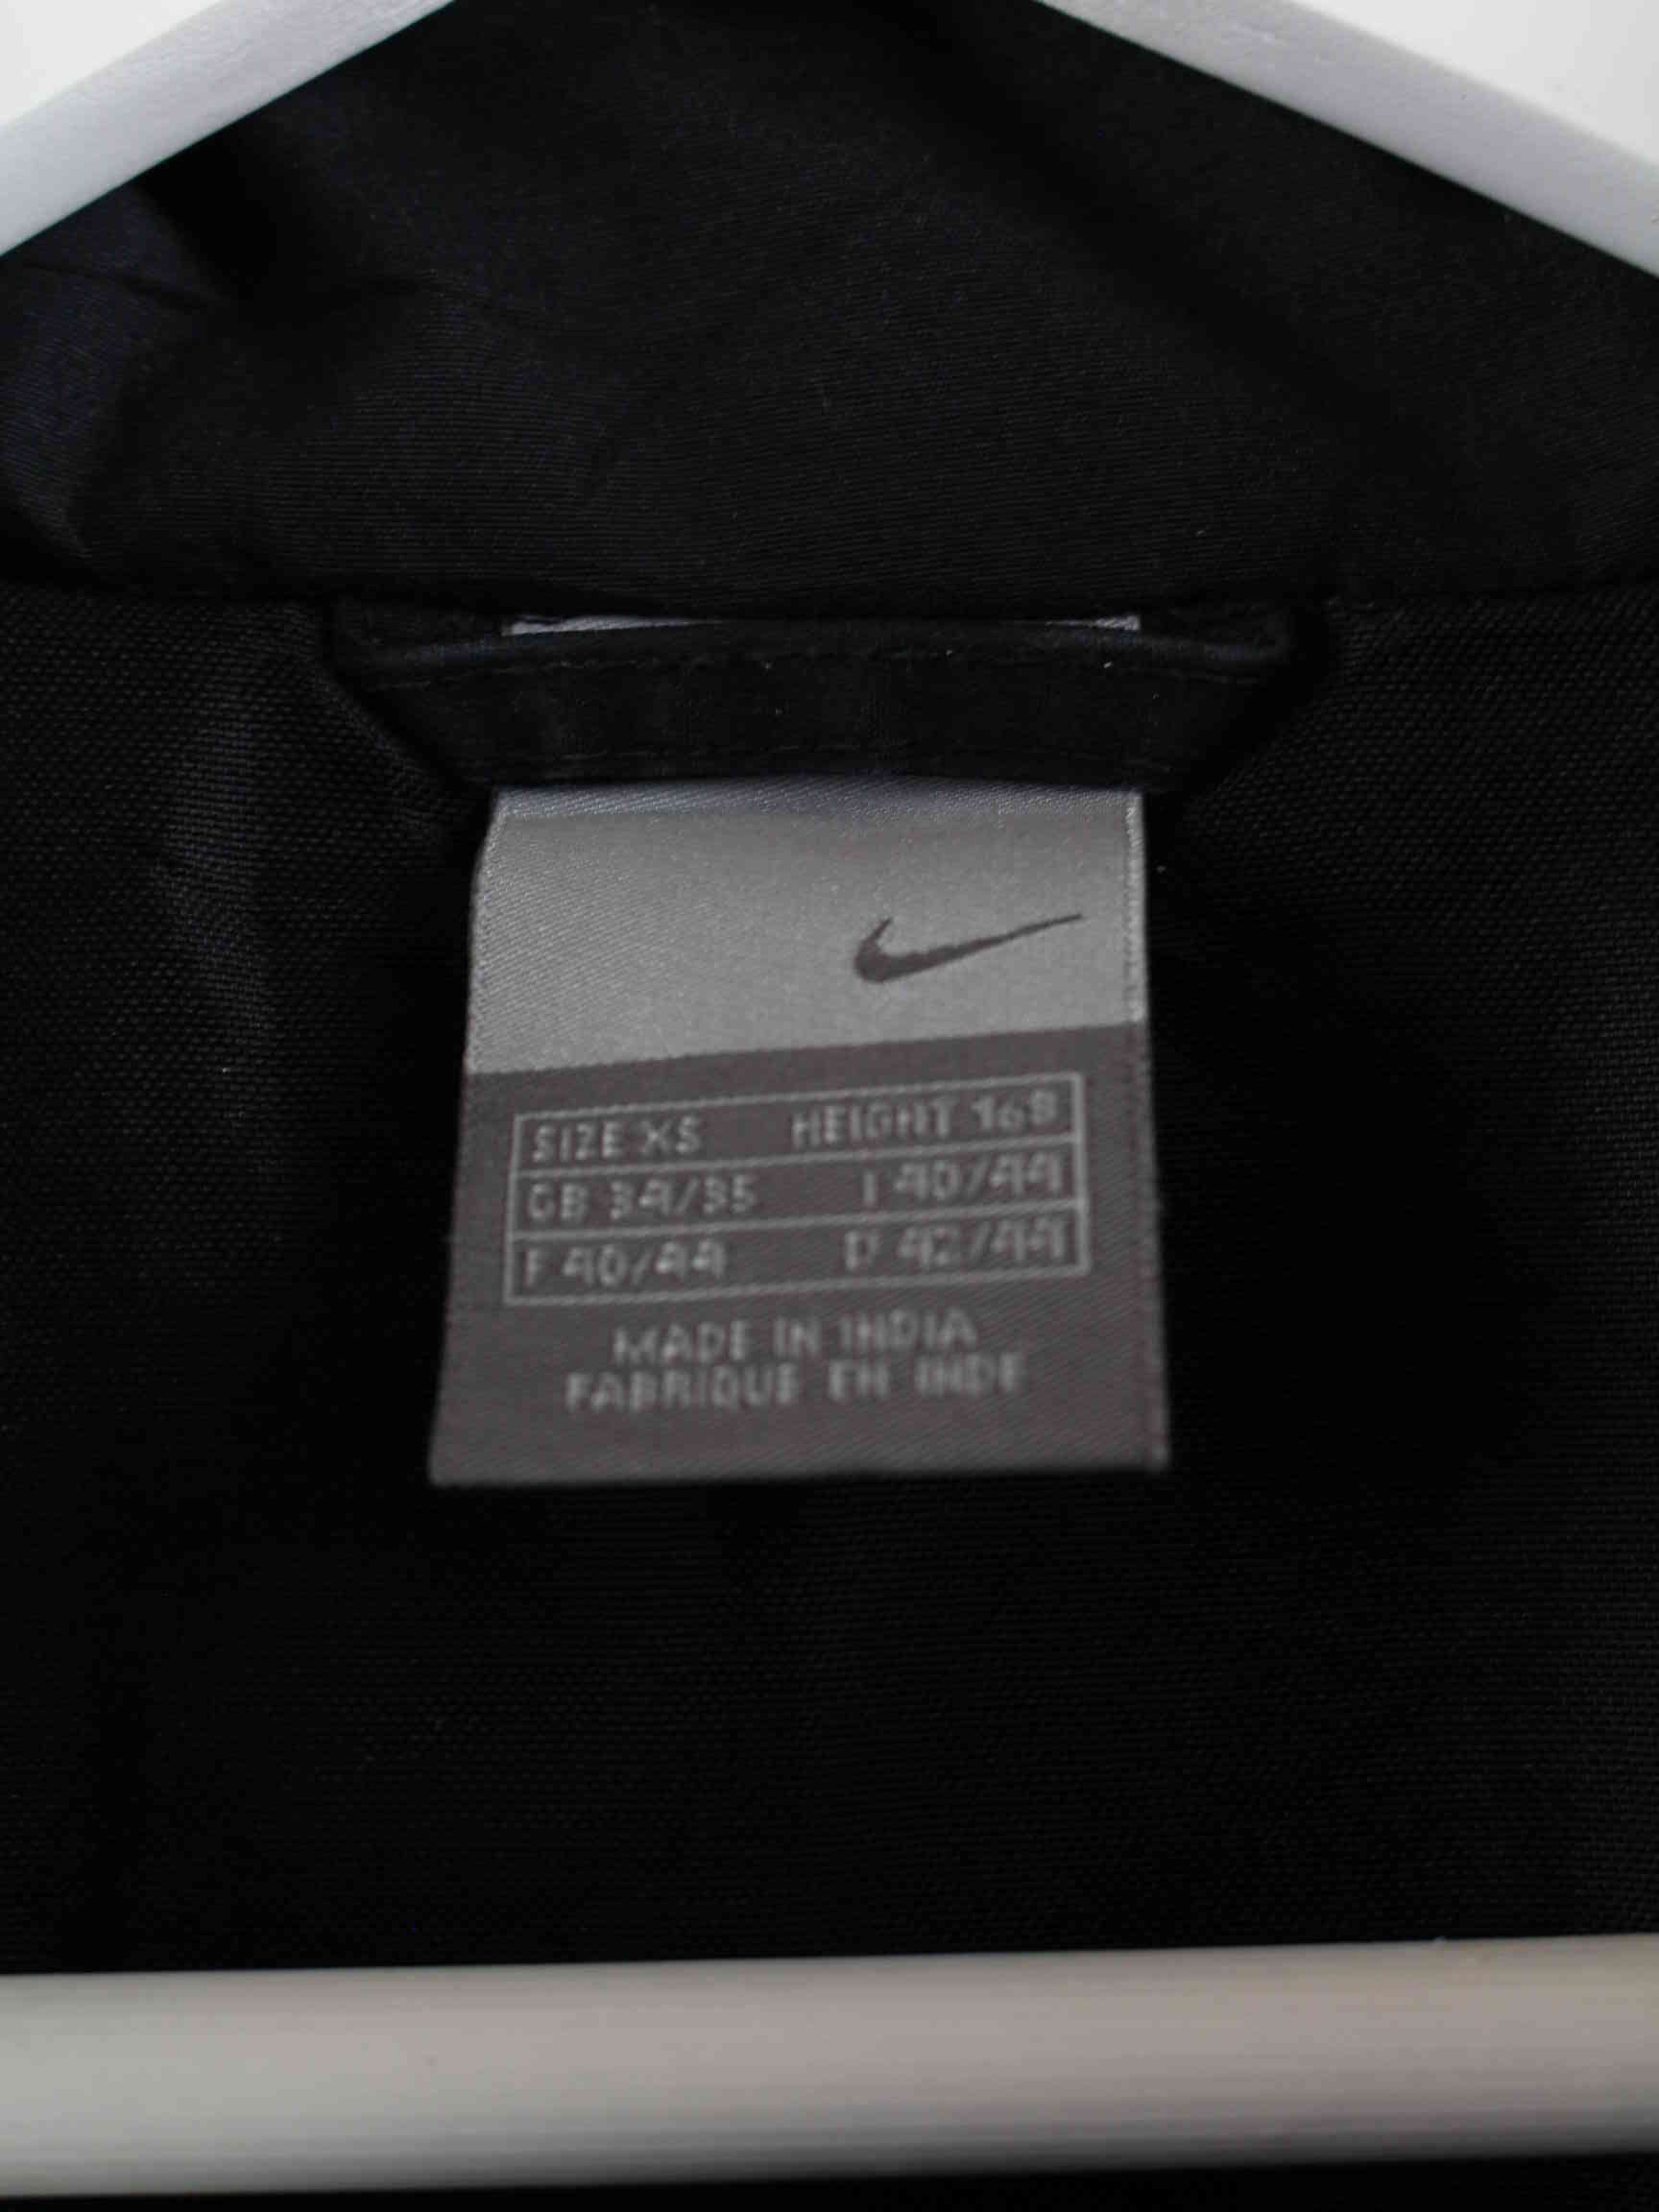 SIZE XS HEIGHT 168
GB 34/35 I 40/44
F 40/44 D 42/44
MADE IN INDIA
FABRIQUE EN INDE